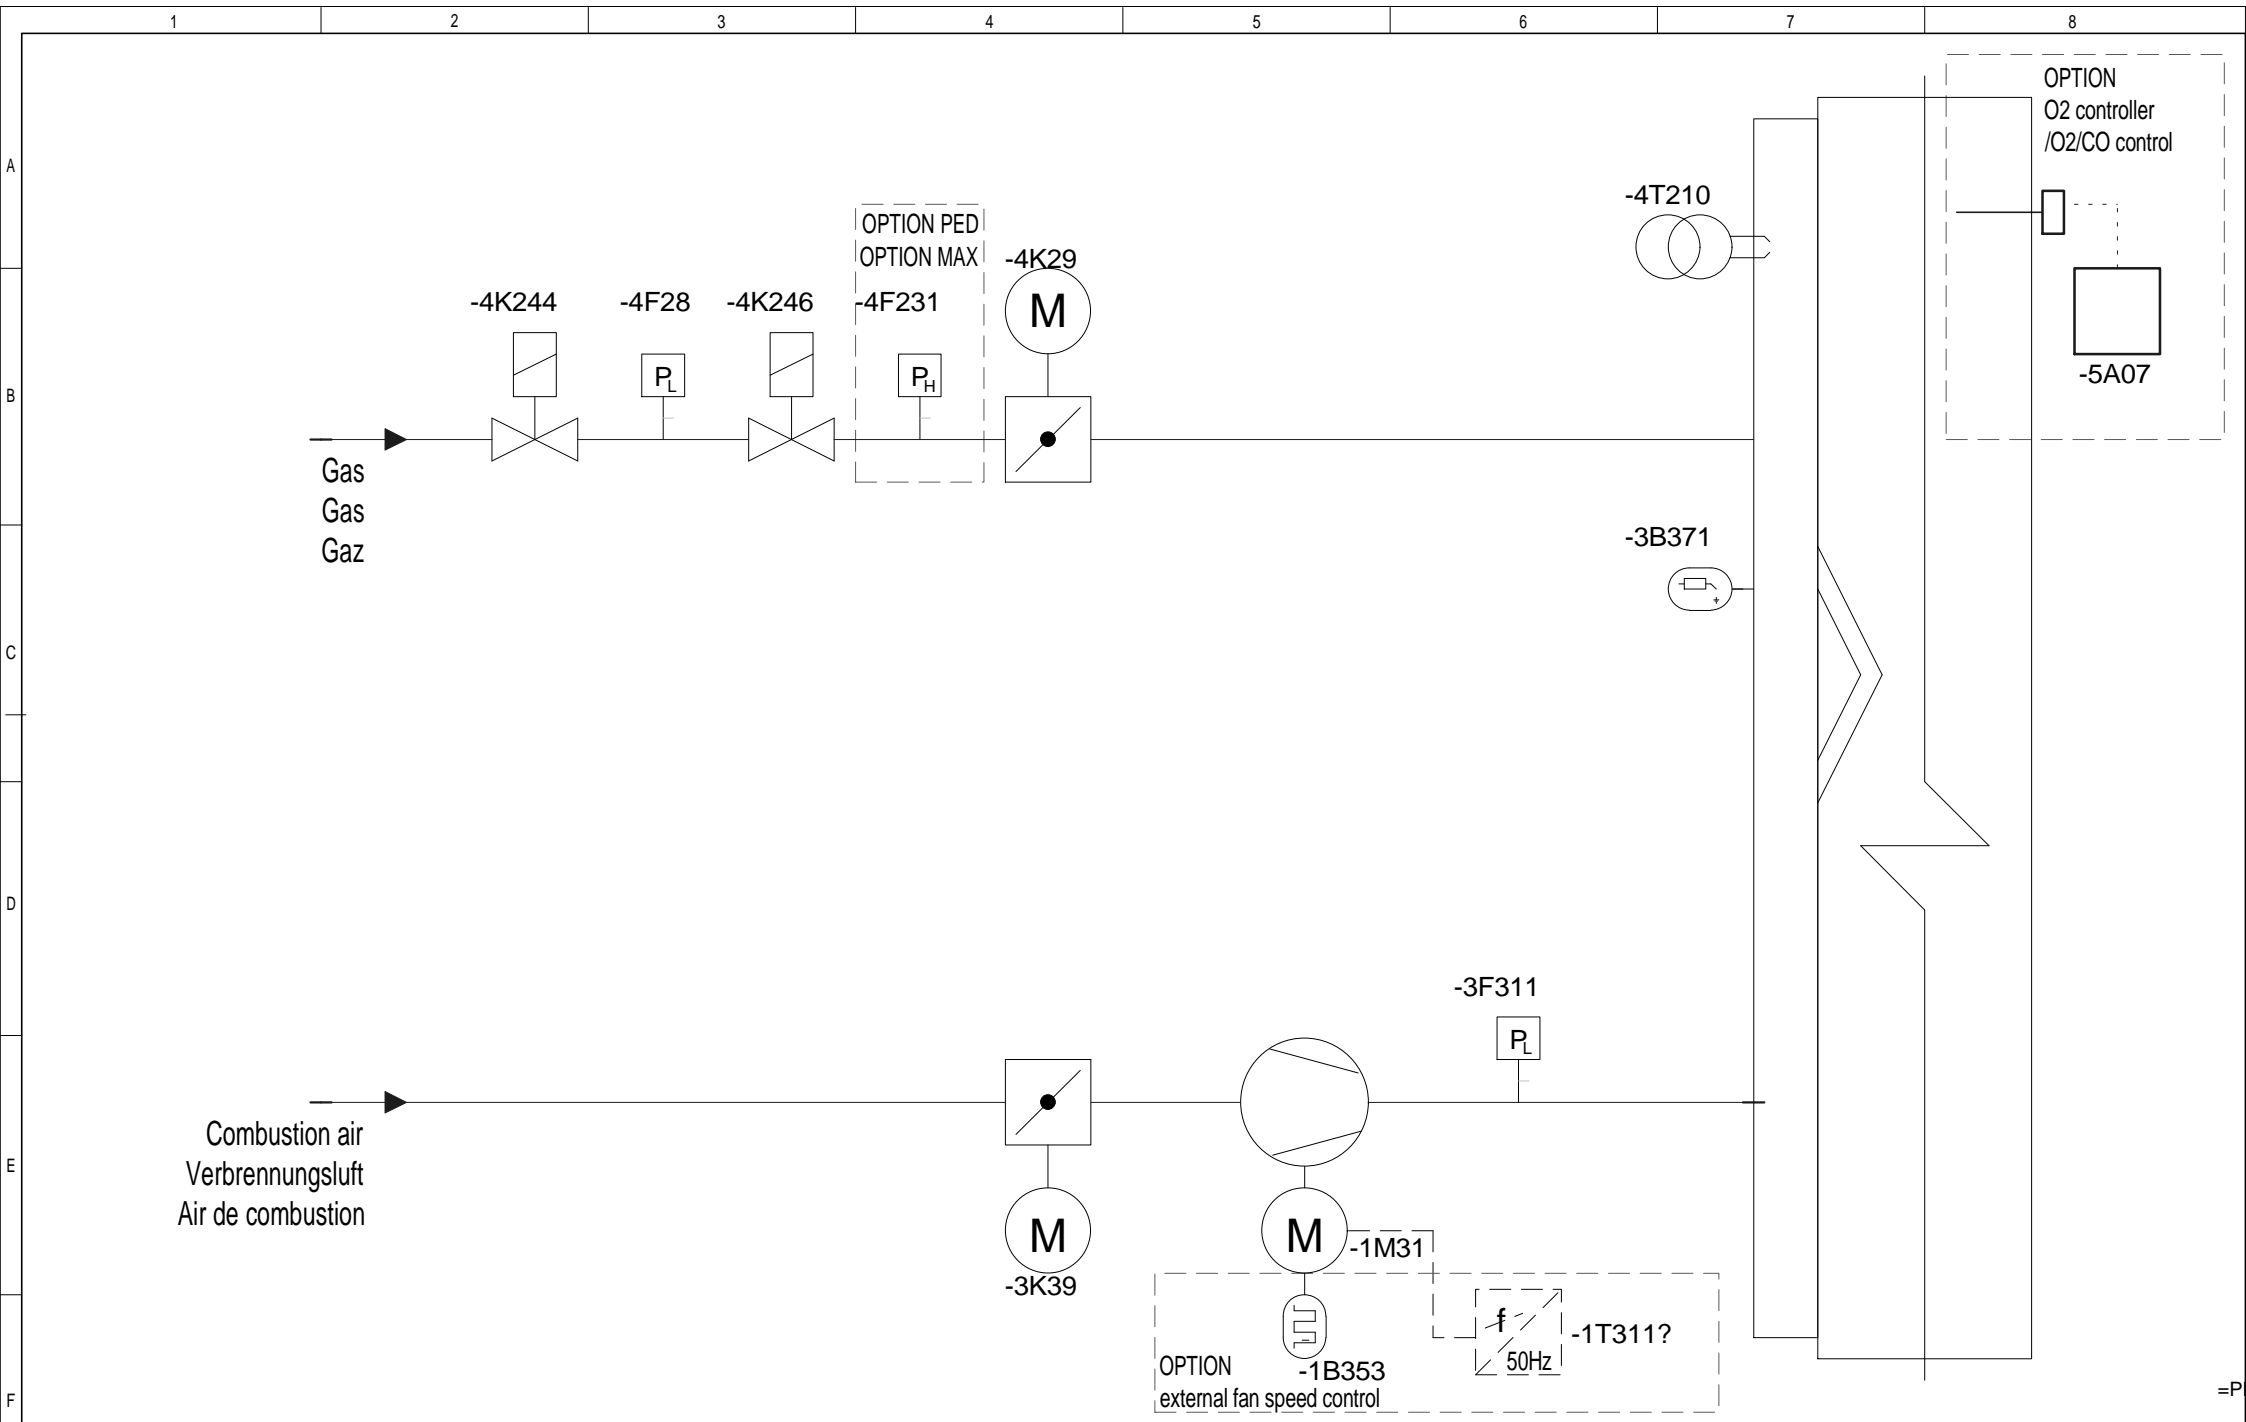 1 2 3 4 5 6 7 8
OPTION
O2 controller
/O2/CO control
A
-4T210
OPTION PED
OPTION MAX
-4K29
M
-4K244
-4F28
-4K246
-4F231
B
PL
PH
-5A07
Gas
Gas
Gaz
-3B371
C
D
-3F311
PL
Combustion air
Verbrennungsluft
Air de combustion
E
M
-3K39
M
-1M31
f
50Hz
-1T311?
OPTION
-1B353
external fan speed control
F